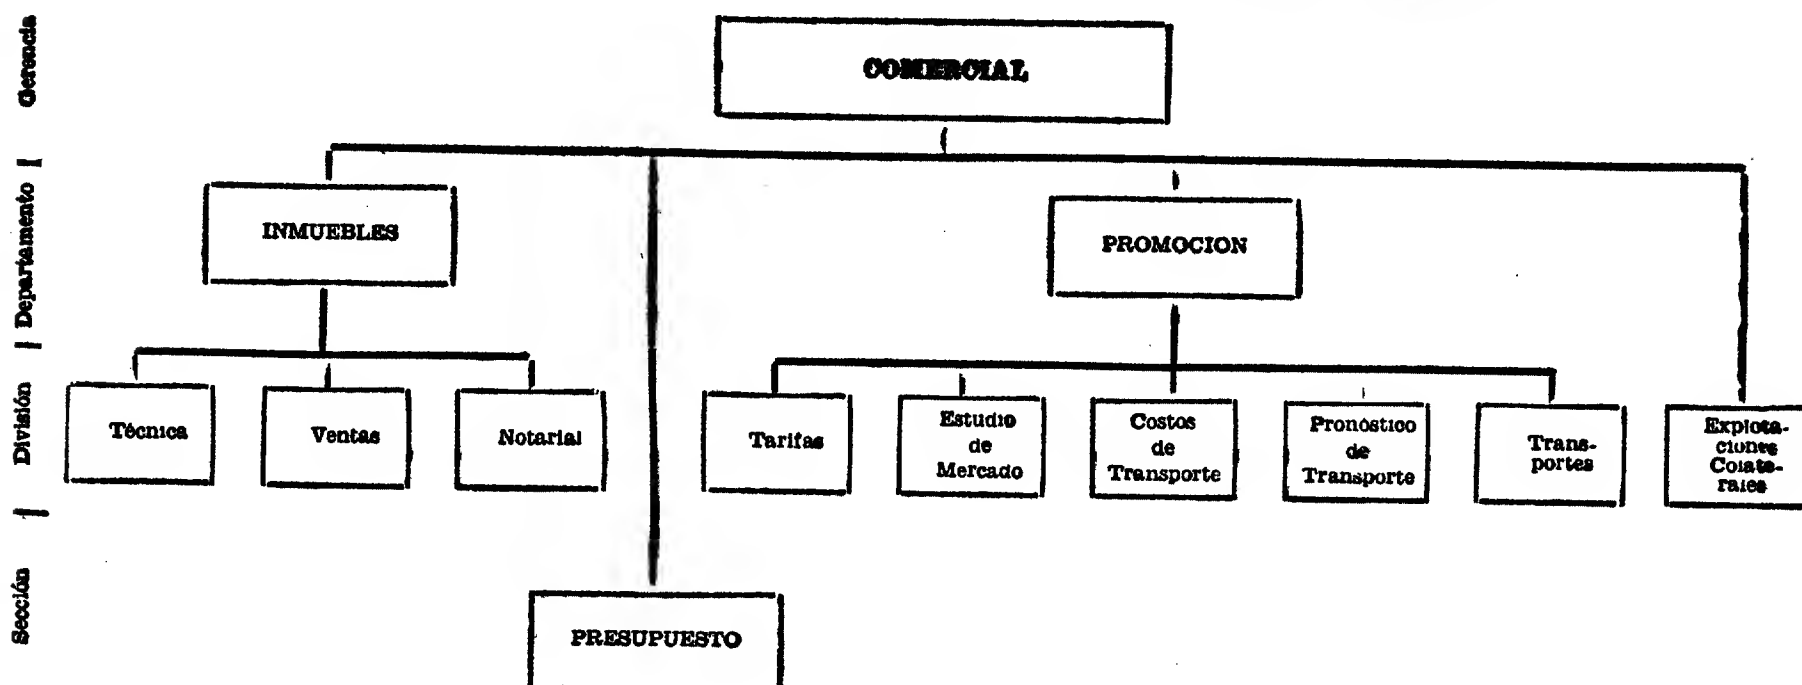 Gerencia
COMERCIAL
Departamento
INMUEBLES
PROMOCION
División
Técnica
Ventas
Notarial
Tarifas
Estudio
de
Mercado
Costos
de
Transporte
Pronóstico
de
Transporte
Trans-
portes
Explota-
ciones
Colate-
rales
Sección
PRESUPUESTO